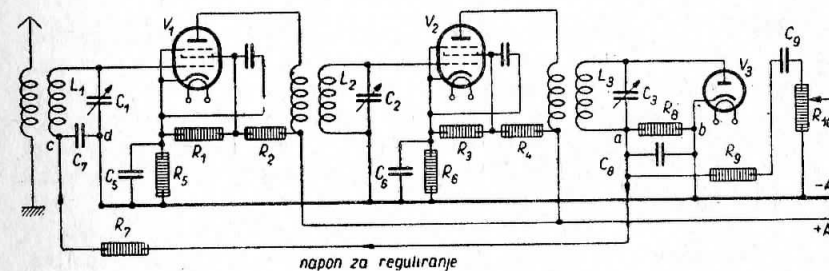 V1
V2
V3
C9
L1
C1
L2
C2
L3
C3
R8
R10
c
C7
d
R1
R2
R3
R4
a
b
C5
R5
C6
R6
C8
R9
-A
+A
R7
napon za reguliranje